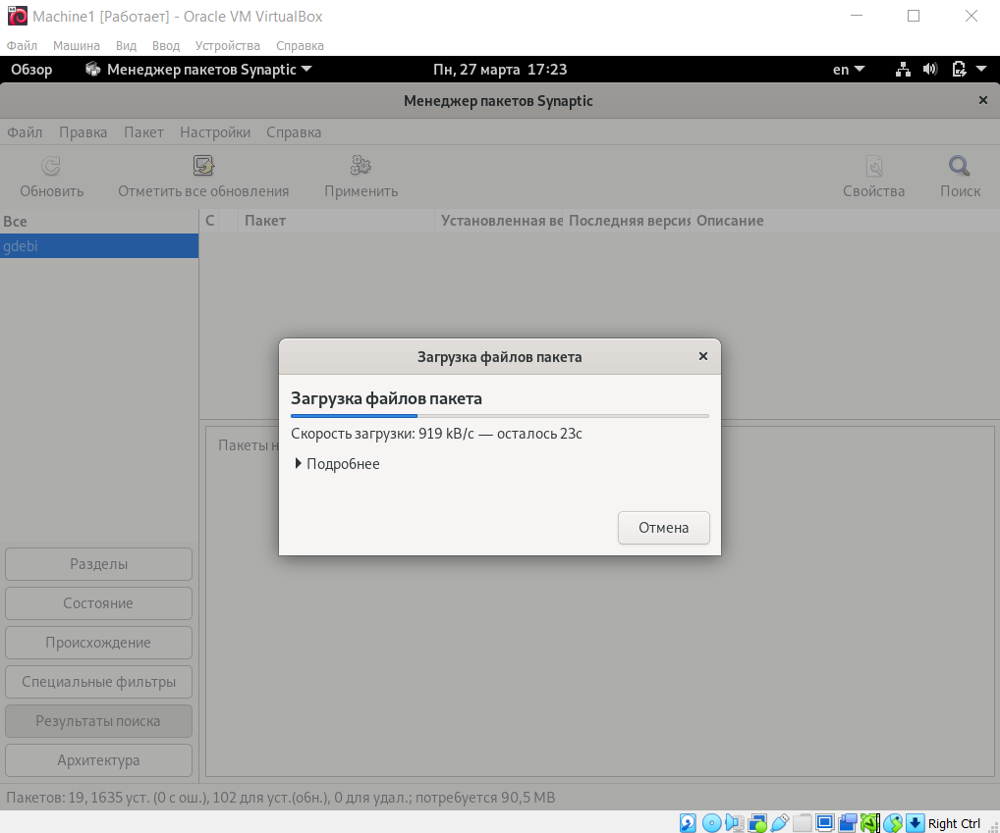 Machine1 [Работает] - Oracle VM VirtualBox
Файл Машина Вид Ввод Устройства Справка
Обзор Менеджер пакетов Synaptic Пн, 27 марта 17:23 en
Менеджер пакетов Synaptic
Файл Правка Пакет Настройки Справка
Обновить Отметить все обновления Применить Свойства Поиск
Все С Пакет Установленная ве Последняя версия Описание
gdebi
Загрузка файлов пакета
Загрузка файлов пакета
Скорость загрузки: 919 kB/с — осталось 23с
Пакеты н
Подробнее
Отмена
Разделы
Состояние
Происхождение
Специальные фильтры
Результаты поиска
Архитектура
Пакетов: 19, 1635 уст. (0 с ош.), 102 для уст.(обн.), 0 для удал.; потребуется 90,5 MB
Right Ctrl